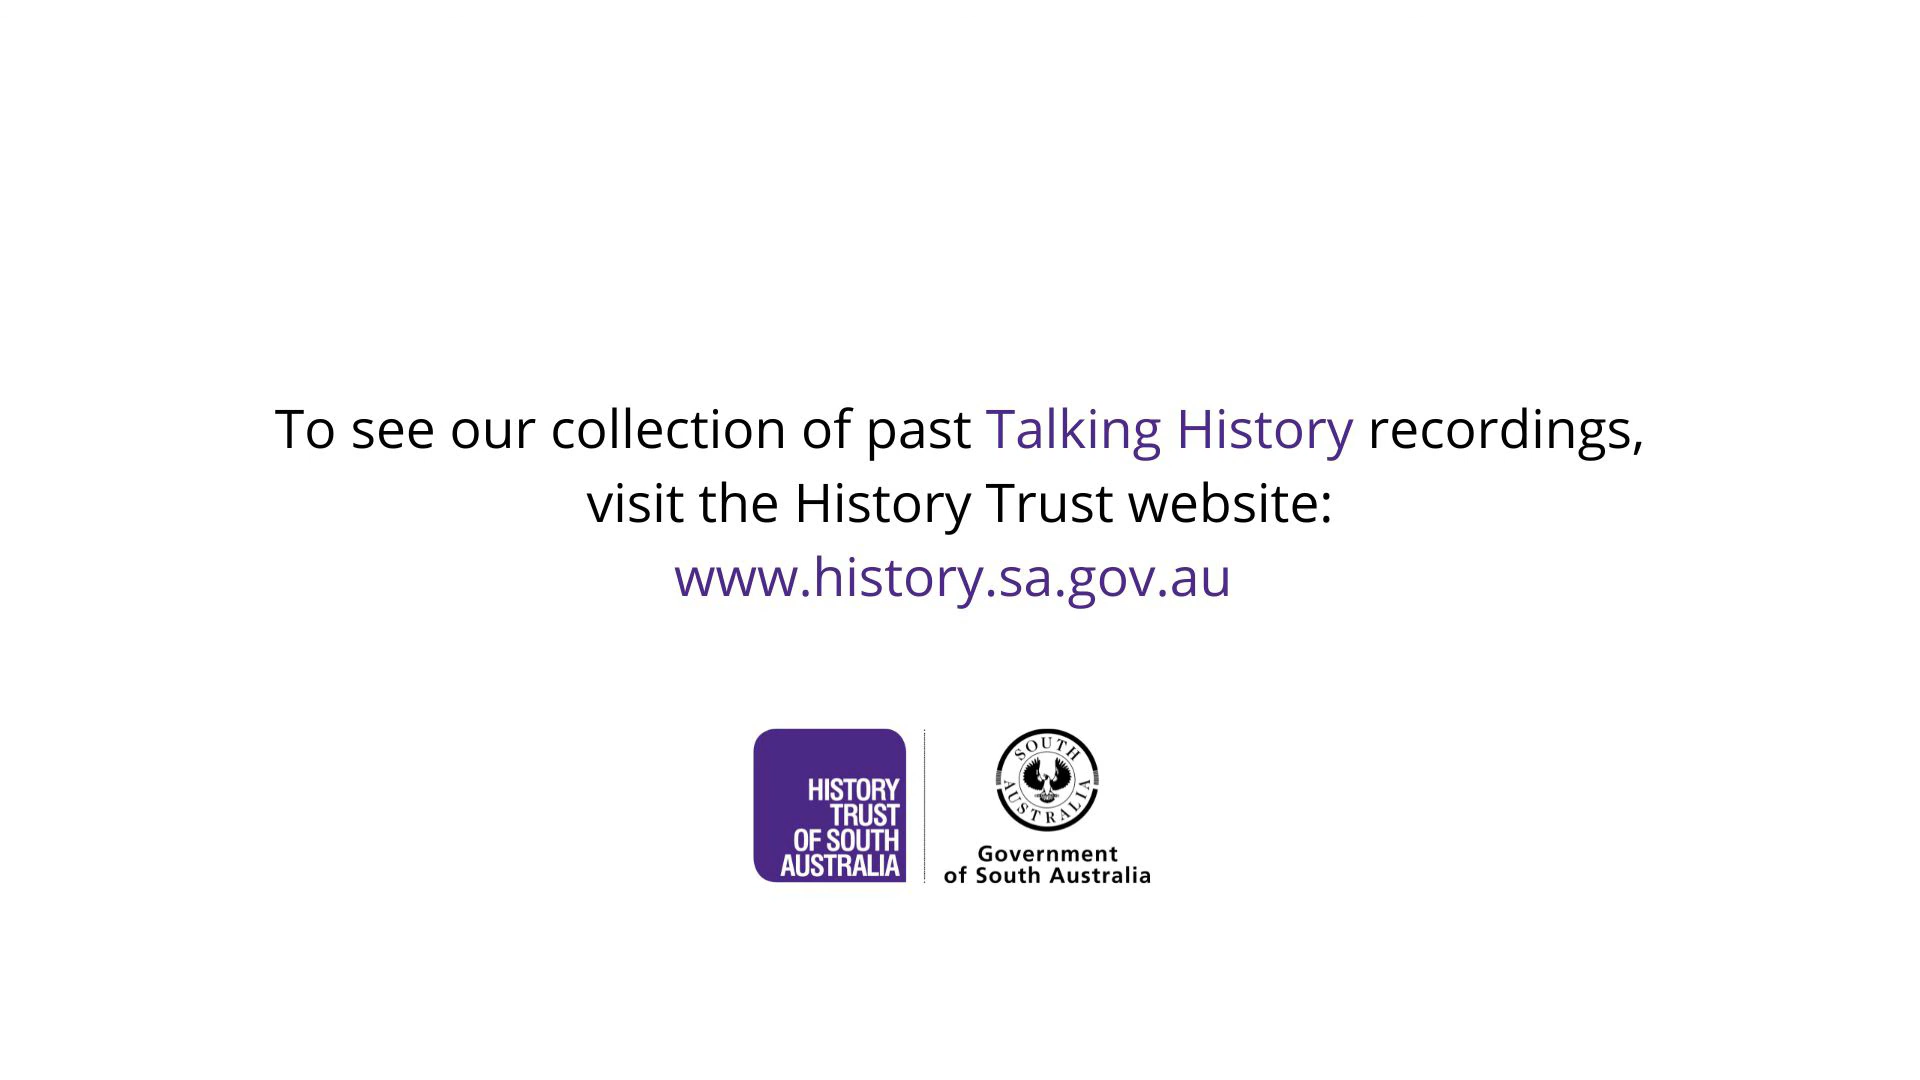 To see our collection of past Talking History recordings,
visit the History Trust website:
www.history.sa.gov.au
HISTORY
TRUST
OF SOUTH
AUSTRALIA
SOUTH
AUSTRALIA
Government
of South Australia